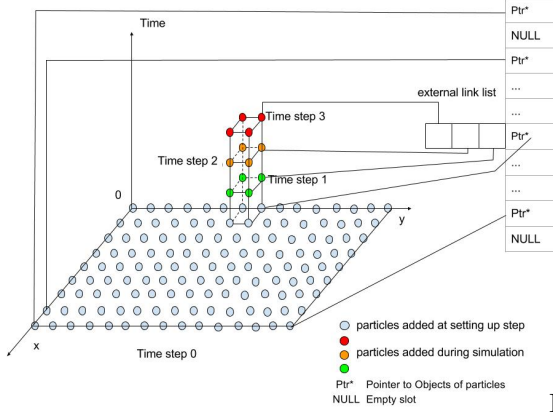 Ptr*
Time
NULL
Ptr*
...
external link list
...
Time step 3
Ptr*
Time step 2
...
Time step 1
...
0
Ptr*
y
NULL
x
particles added at setting up step
Time step 0
particles added during simulation
Ptr* Pointer to Objects of particles
NULL Empty slot